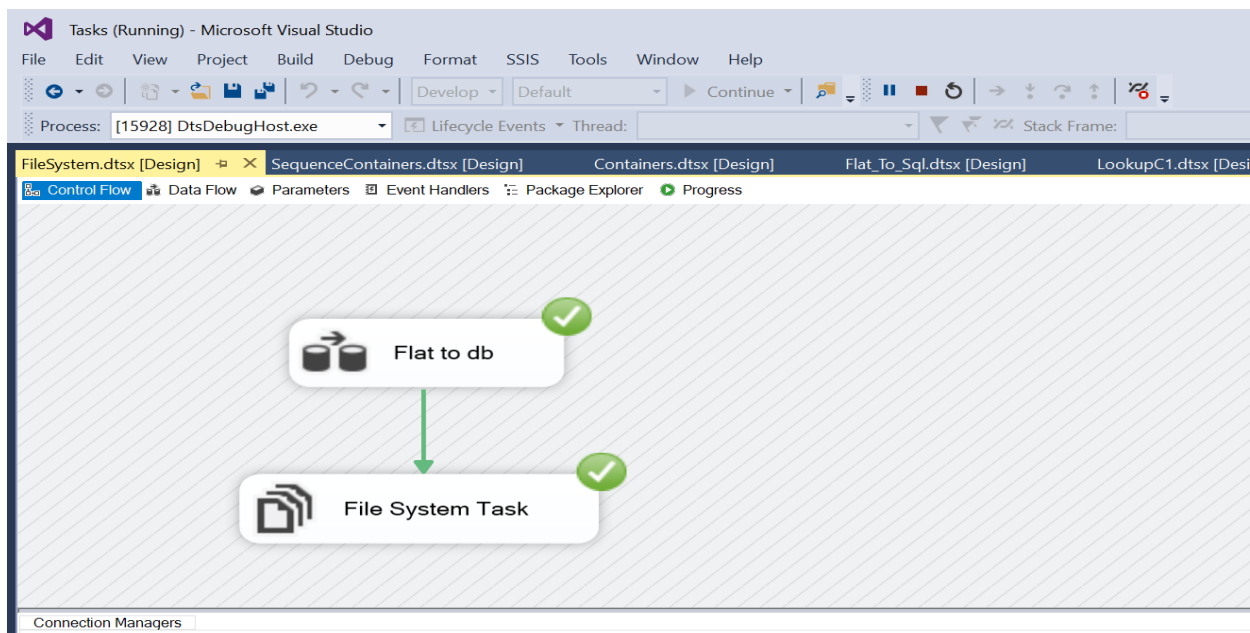 Tasks (Running) - Microsoft Visual Studio
File Edit View Project Build Debug Format SSIS Tools Window Help
Develop Default Continue
Process: [15928] DtsDebugHost.exe Lifecycle Events Thread: Stack Frame:
FileSystem.dtsx [Design] SequenceContainers.dtsx [Design] Containers.dtsx [Design] Flat_To_Sql.dtsx [Design] LookupC1.dtsx [Desi
Control Flow Data Flow Parameters Event Handlers Package Explorer Progress
Flat to db
File System Task
Connection Managers